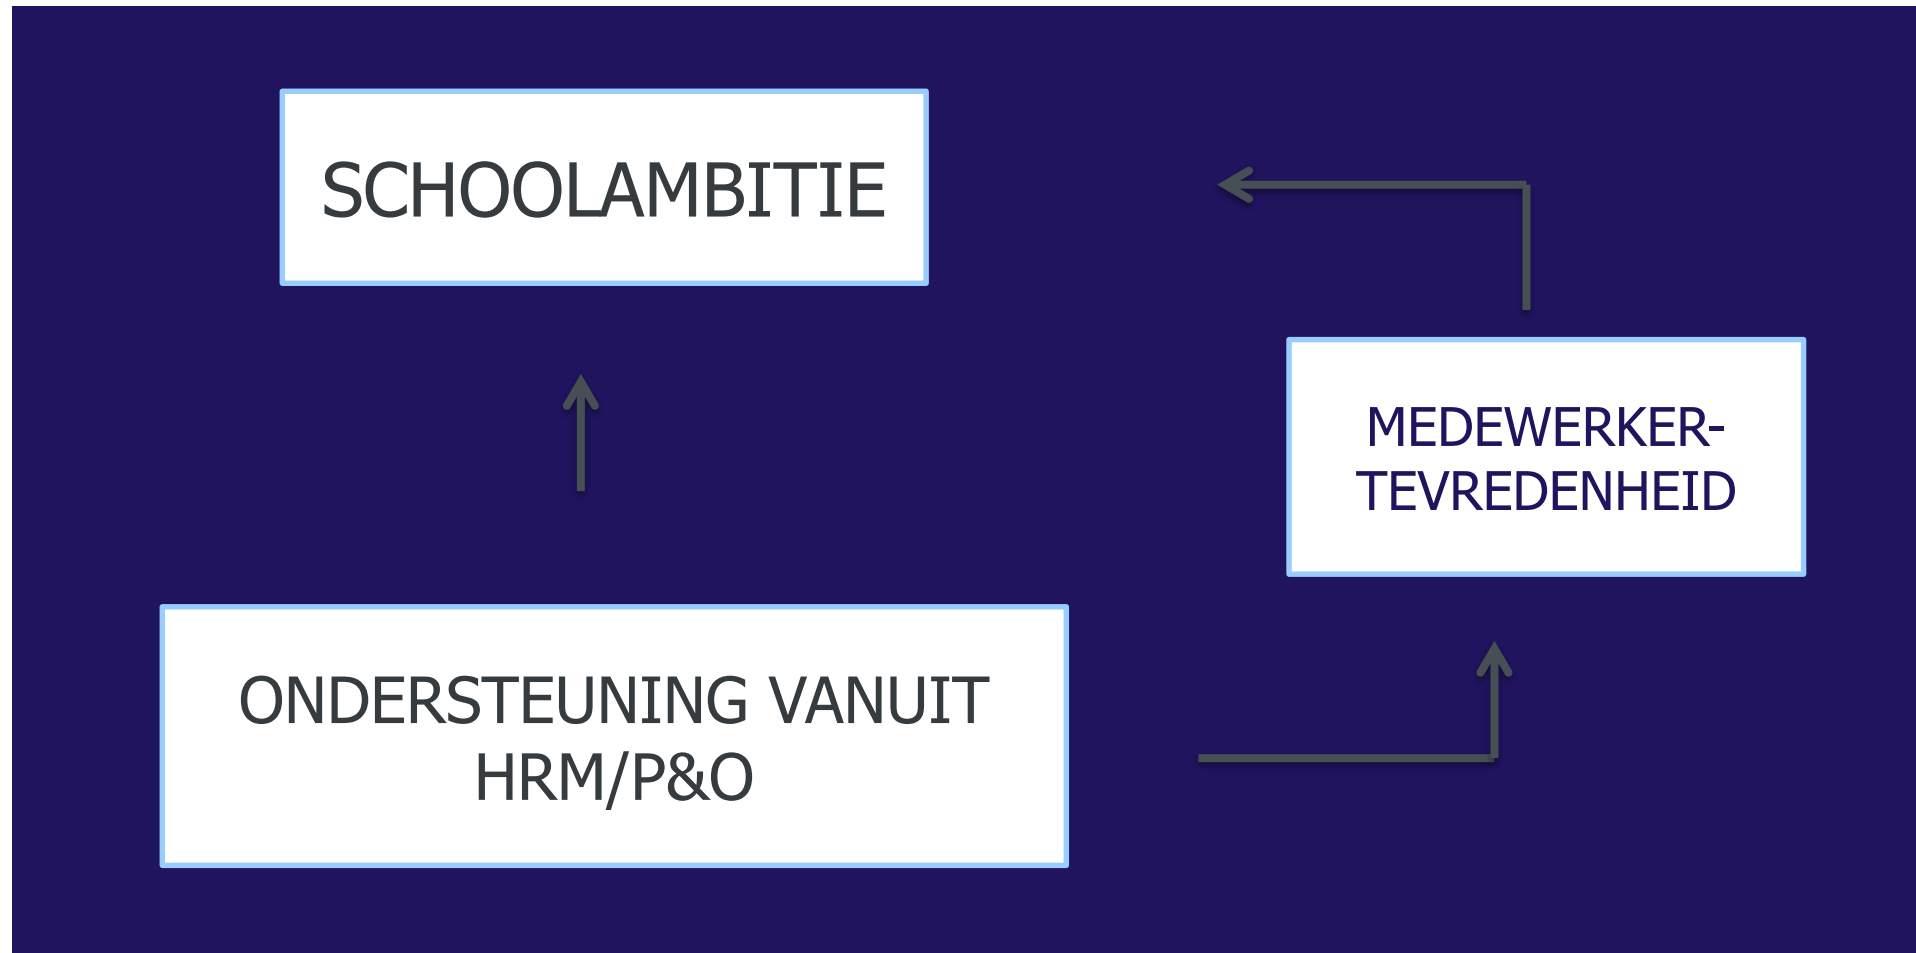 SCHOOLAMBITIE
MEDEWERKER-
TEVREDENHEID
ONDERSTEUNING VANUIT
HRM/P&O